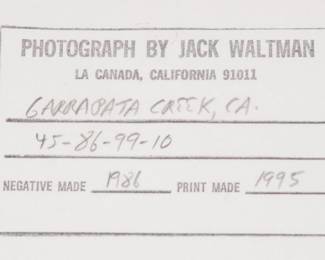 PHOTOGRAPH BY JACK WALTMAN
LA CANADA, CALIFORNIA 91011
GARRAPATA CREEK, CA.
45-86-99-10
NEGATIVE MADE 1986 PRINT MADE 1995